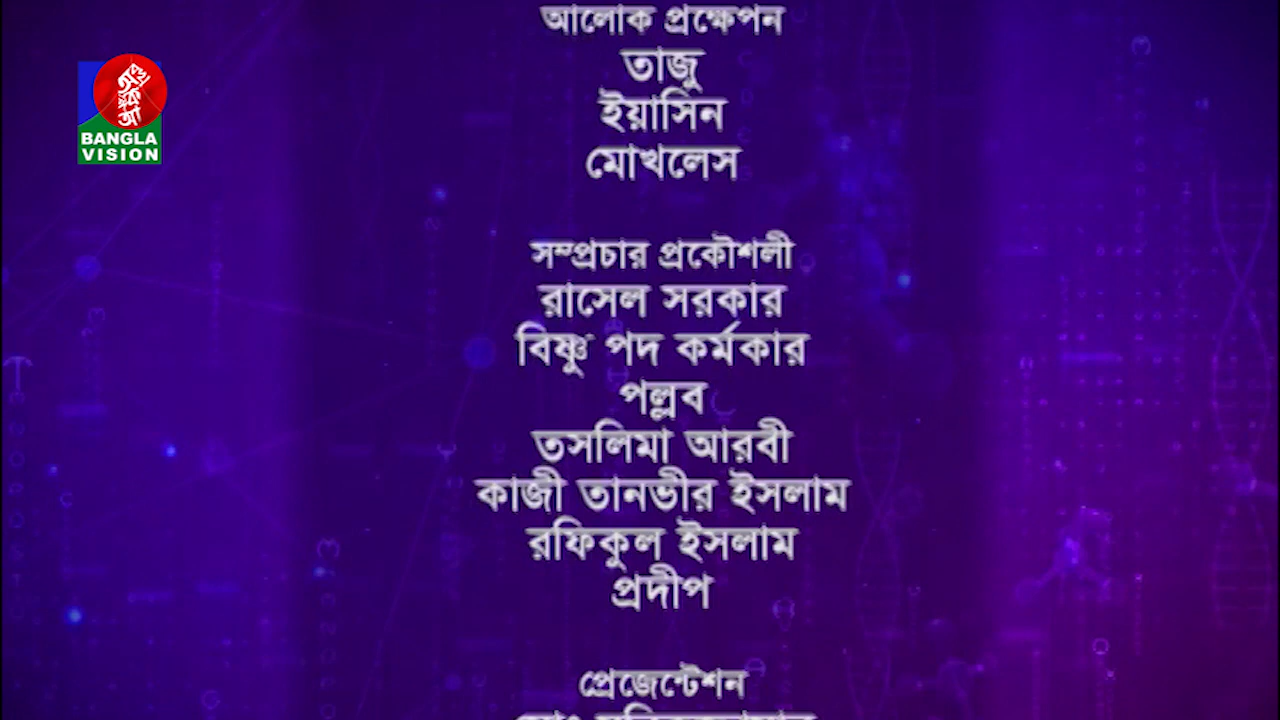 BANGLA
VISION
আলোক প্রক্ষেপন
তাজু
ইয়াসিন
মোখলেস
সম্প্রচার প্রকৌশলী
রাসেল সরকার
বিষ্ণু পদ কর্মকার
পল্লব
তসলিমা আরবী
কাজী তানভীর ইসলাম
রফিকুল ইসলাম
প্রদীপ
প্রেজেন্টেশন